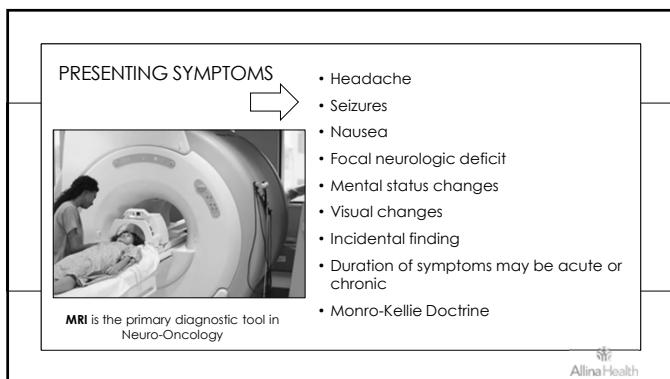 PRESENTING SYMPTOMS
• Headache
• Seizures
• Nausea
• Focal neurologic deficit
• Mental status changes
• Visual changes
• Incidental finding
• Duration of symptoms may be acute or
chronic
• Monro-Kellie Doctrine
MRI is the primary diagnostic tool in
Neuro-Oncology
Allina Health